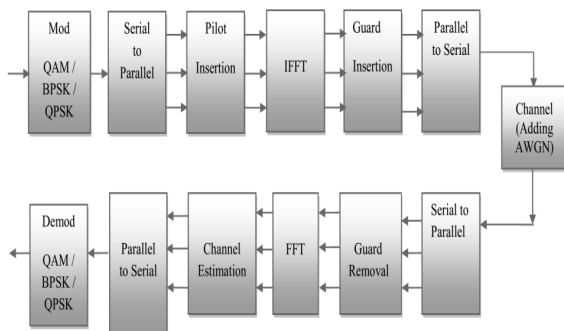 Mod
QAM /
BPSK /
QPSK
Serial
to
Parallel
Pilot
Insertion
IFFT
Guard
Insertion
Parallel
to Serial
Channel
(Adding
AWGN)
Serial to
Parallel
Guard
Removal
FFT
Channel
Estimation
Parallel
to Serial
Demod
QAM /
BPSK /
QPSK